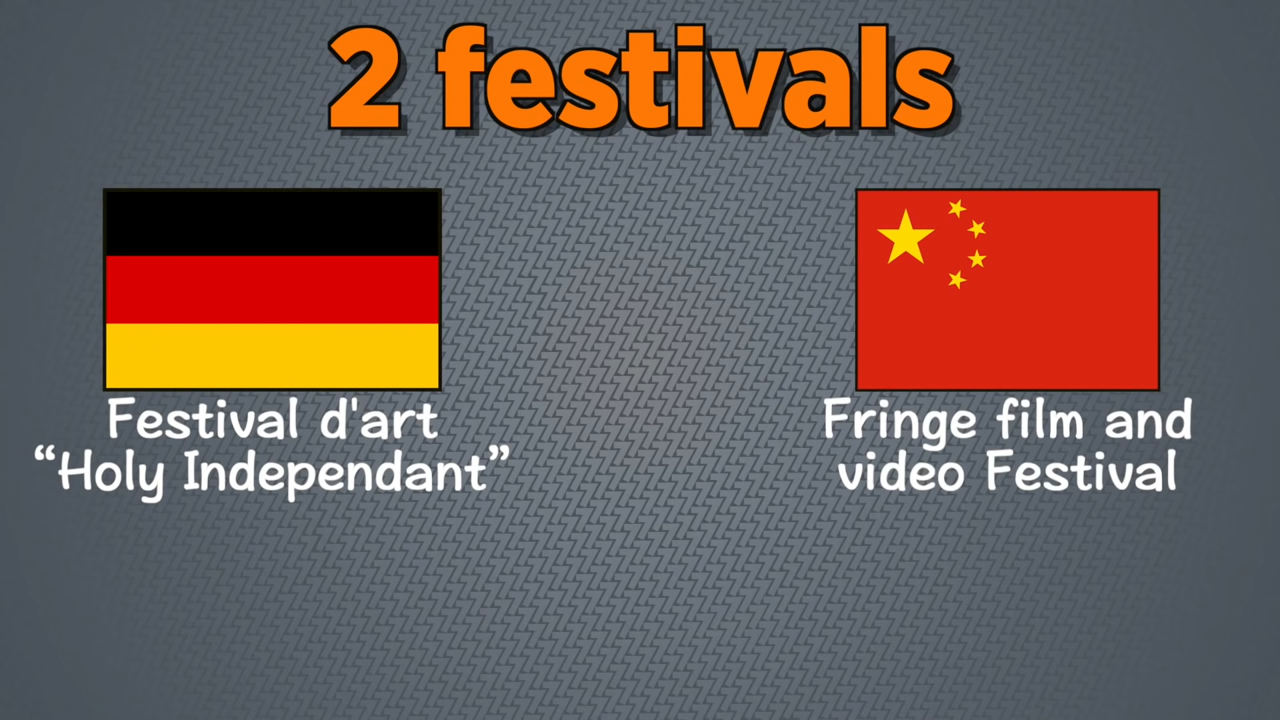 2 festivals
Festival d'art
“Holy Independant”
Fringe film and
video Festival